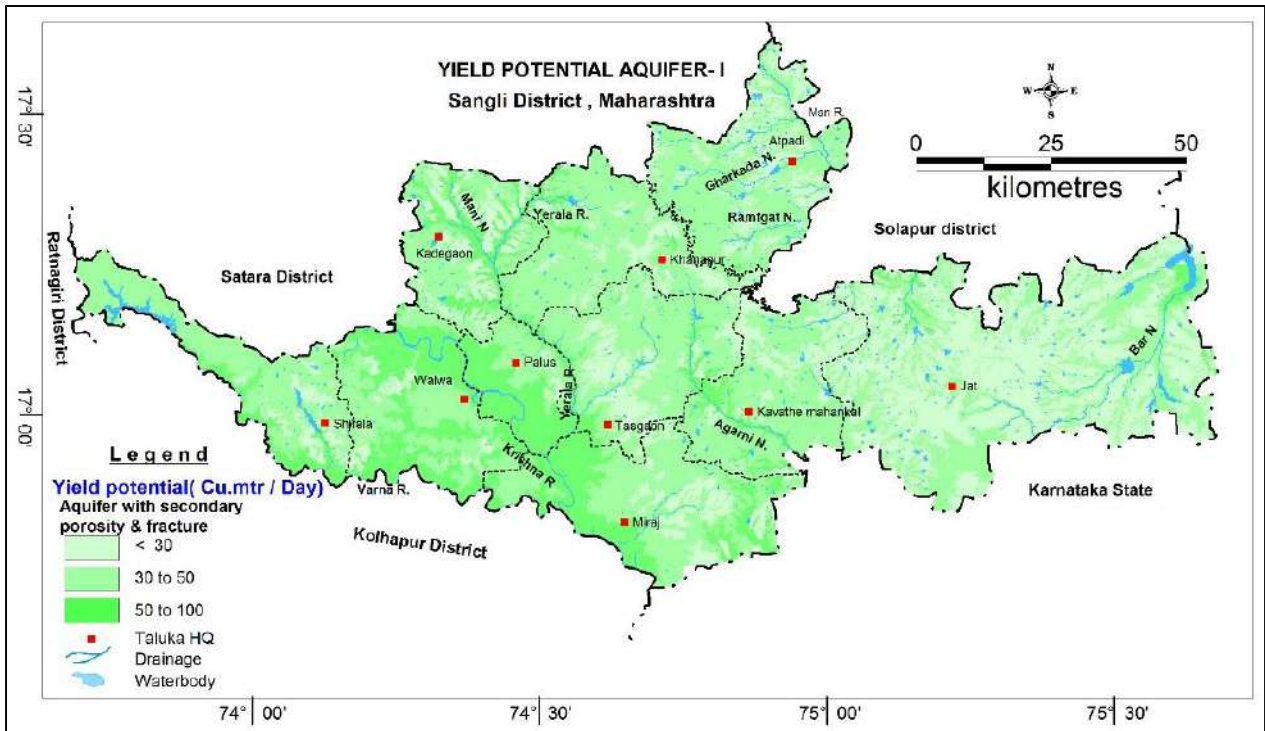 YIELD POTENTIAL AQUIFER- I
Sangli District , Maharashtra
N
W E
S
0 25 50
kilometres
17° 30'
17° 00'
Man R.
Atpadi
Gharkada N.
Ramfgat N.
Mani N
Yerala R.
Kadegaon
Khanapur
Solapur district
Ratnagiri District
Satara District
Bar N
Palus
Walwa
Yerala R
Jat
Shirala
Tasgaon
Kavathe mahankal
Agarni N.
Krishna R
Varna R.
Miraj
Kolhapur District
Karnataka State
Legend
Yield potential( Cu.mtr / Day)
Aquifer with secondary
porosity & fracture
< 30
30 to 50
50 to 100
Taluka HQ
Drainage
Waterbody
74° 00'
74° 30'
75° 00'
75° 30'